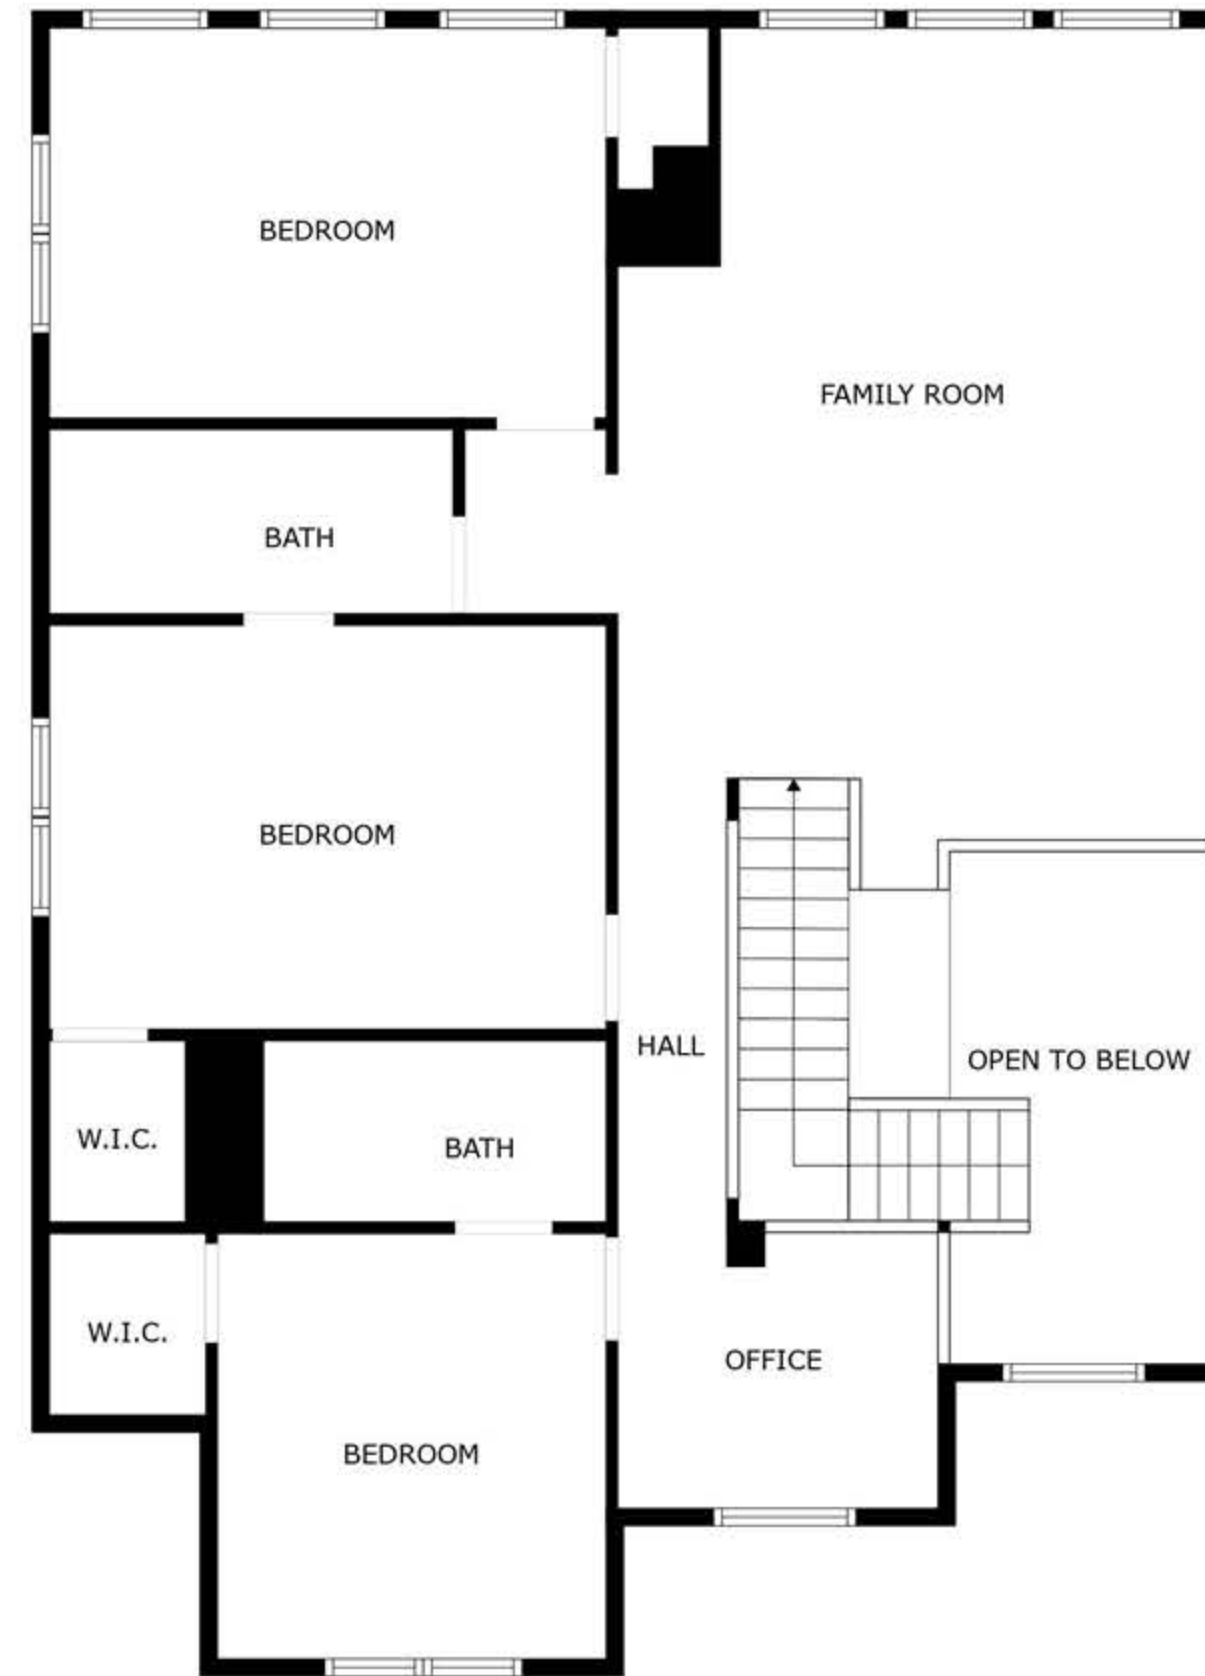 BEDROOM
FAMILY ROOM
BATH
BEDROOM
HALL
OPEN TO BELOW
W.I.C.
BATH
W.I.C.
OFFICE
BEDROOM